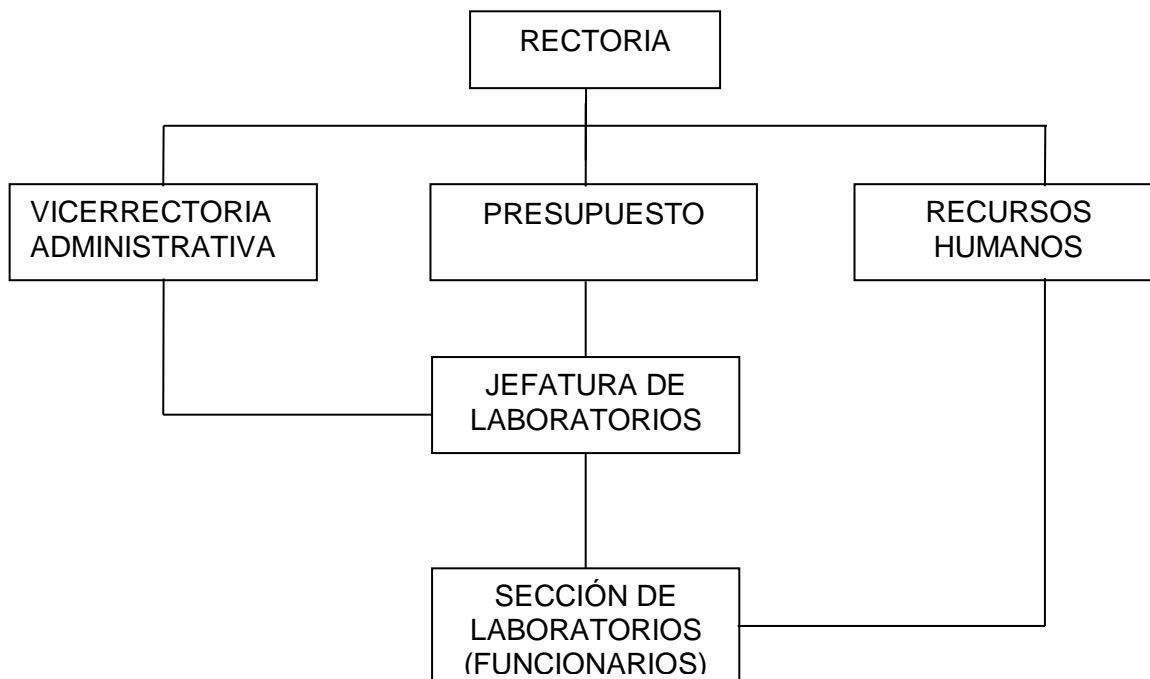 RECTORIA
VICERRECTORIA
ADMINISTRATIVA
PRESUPUESTO
RECURSOS
HUMANOS
JEFATURA DE
LABORATORIOS
SECCIÓN DE
LABORATORIOS
(FUNCIONARIOS)